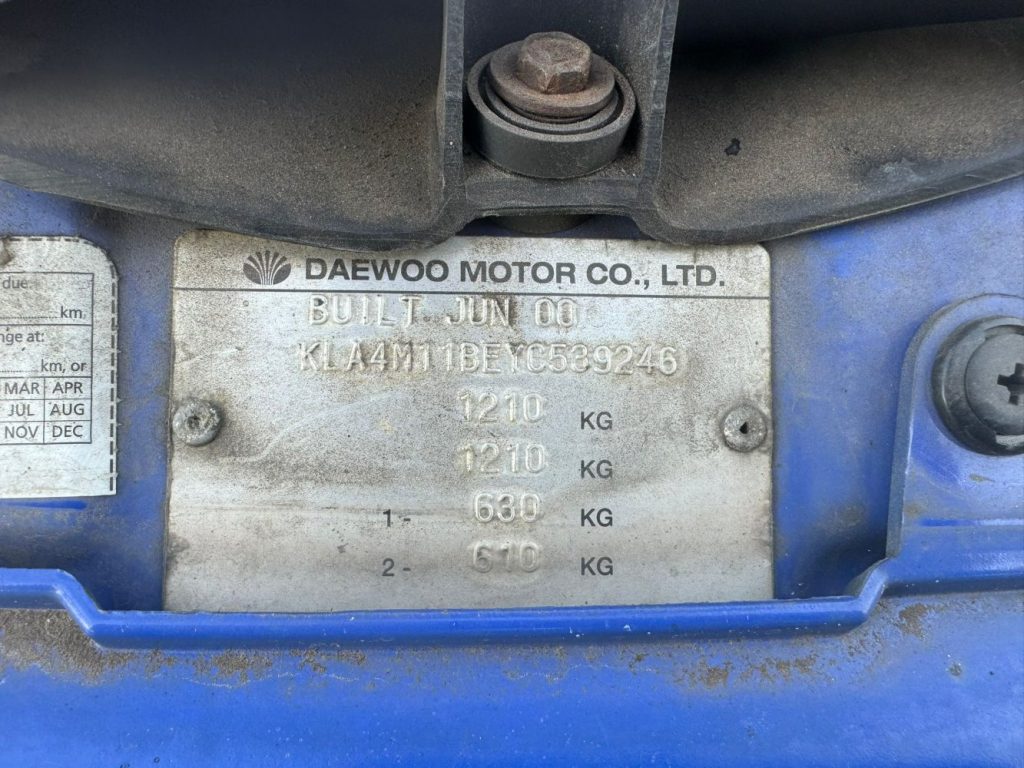 DAEWOO MOTOR CO., LTD.
BUILT JUN 00
KLA4M11BEYC539246
1210 KG
1210 KG
1- 630 KG
2- 610 KG
due
km
nge at:
km, or
MAR APR
JUL AUG
NOV DEC